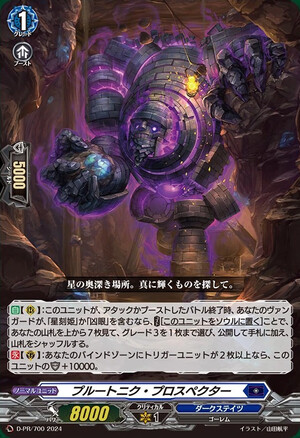 1
グレード
ブースト
シールド
5000
星の奥深き場所。真に輝くものを探して。
このユニットが、アタックかブーストしたバトル終了時、あなたのヴァン
ガードが、「星刻姫」か「凶眼」を含むなら、【このユニットをソウルに置く】ことで、
あなたの山札を上から7枚見て、グレード3を1枚まで選び、公開して手札に加え、
山札をシャッフルする。
：あなたのバインドゾーンにトリガーユニットが2枚以上なら、こ
のユニットの+10000。
ノーマルユニット
ブルートニク・プロスペクター
パワー
8000
クリティカル
1
ダークステイツ
ゴーレム
D-PR/700 2024
イラスト/山田航平